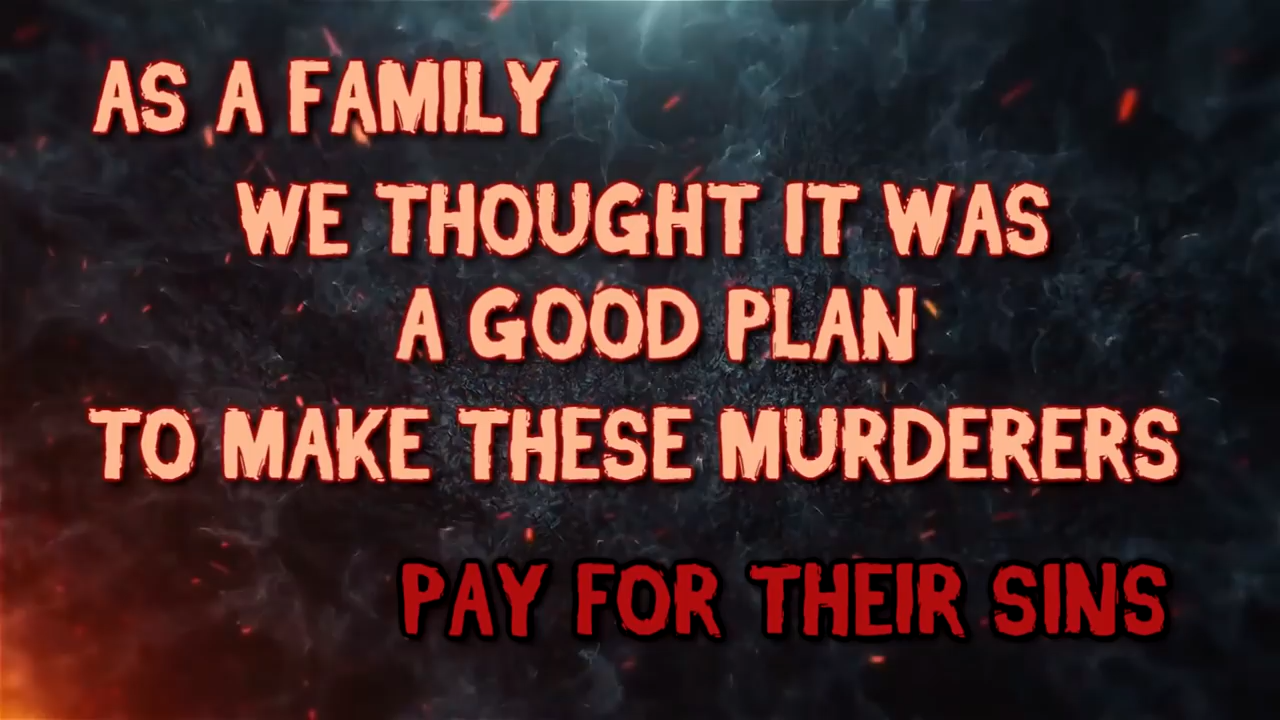 AS A FAMILY
WE THOUGHT IT WAS
A GOOD PLAN
TO MAKE THESE MURDERERS
PAY FOR THEIR SINS